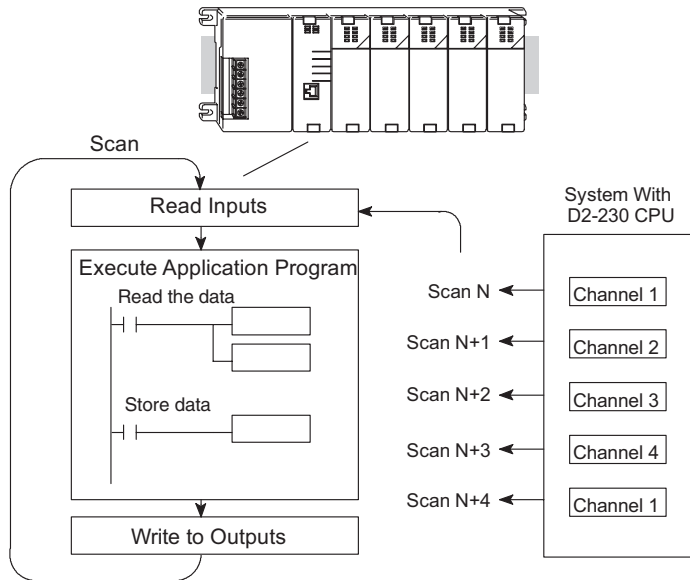 Scan
Read Inputs
Execute Application Program
Read the data
Store data
Write to Outputs
System With
D2-230 CPU
Scan N
Channel 1
Scan N+1
Channel 2
Scan N+2
Channel 3
Scan N+3
Channel 4
Scan N+4
Channel 1